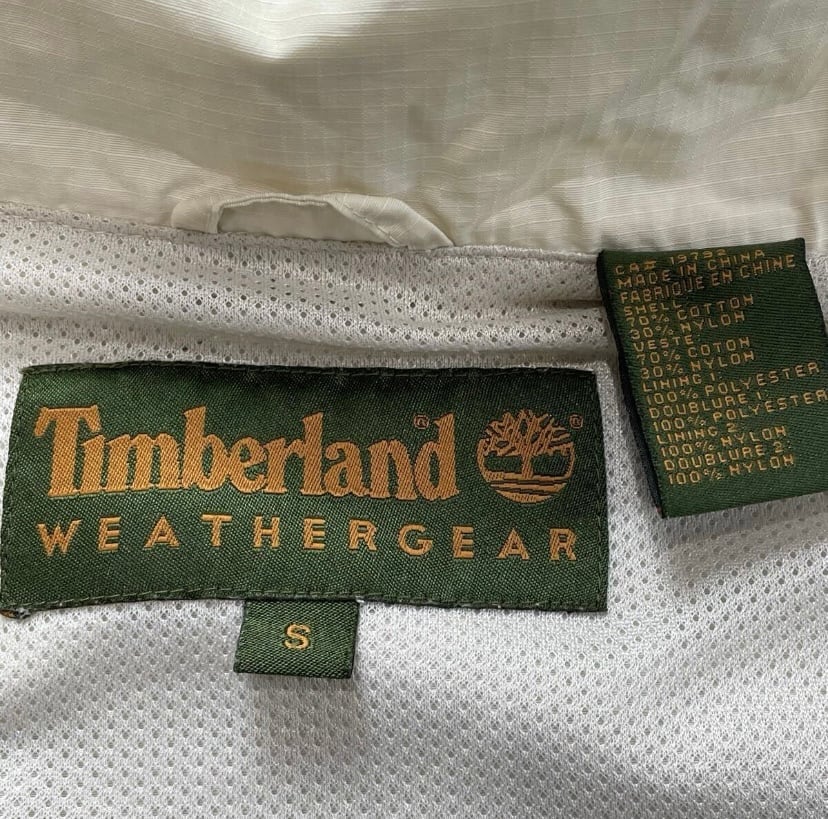 Timberland®
®
WEATHERGEAR
S
CA# 19792
MADE IN CHINA
FABRIQUE EN CHINE
SHELL:
70% COTTON
30% NYLON
VESTE:
70% COTON
30% NYLON
LINING 1:
100% POLYESTER
DOUBLURE 1:
100% POLYESTER
LINING 2:
100% NYLON
DOUBLURE 2:
100% NYLON